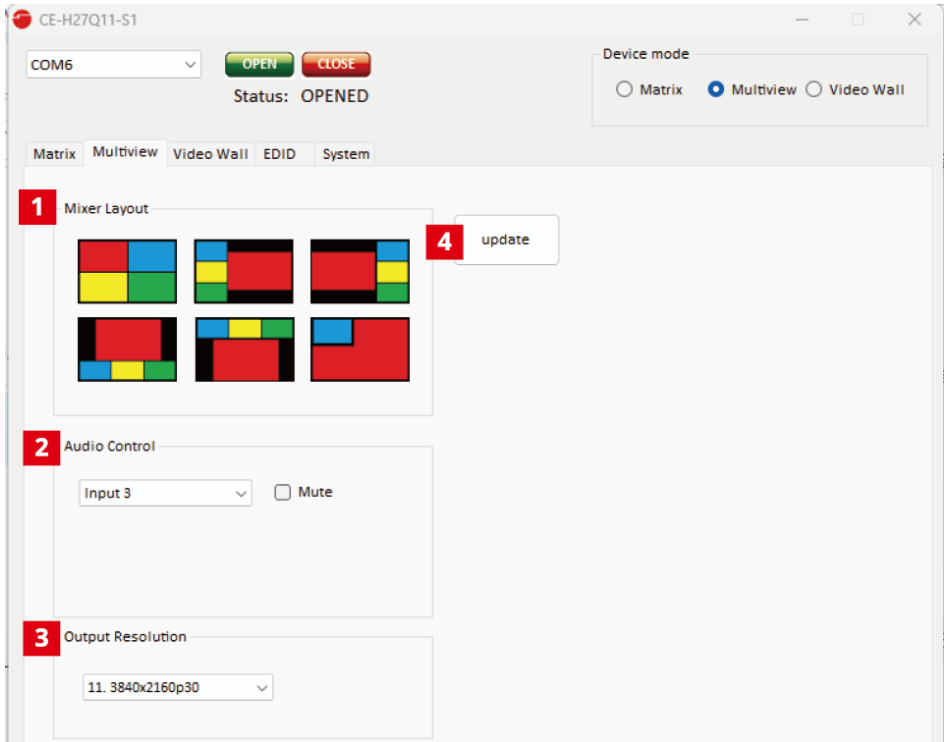 CE-H27Q11-S1
COM6
OPEN
CLOSE
Status: OPENED
Device mode
Matrix
Multiview
Video Wall
Matrix
Multiview
Video Wall
EDID
System
1
Mixer Layout
4
update
2
Audio Control
Input 3
Mute
3
Output Resolution
11. 3840x2160p30